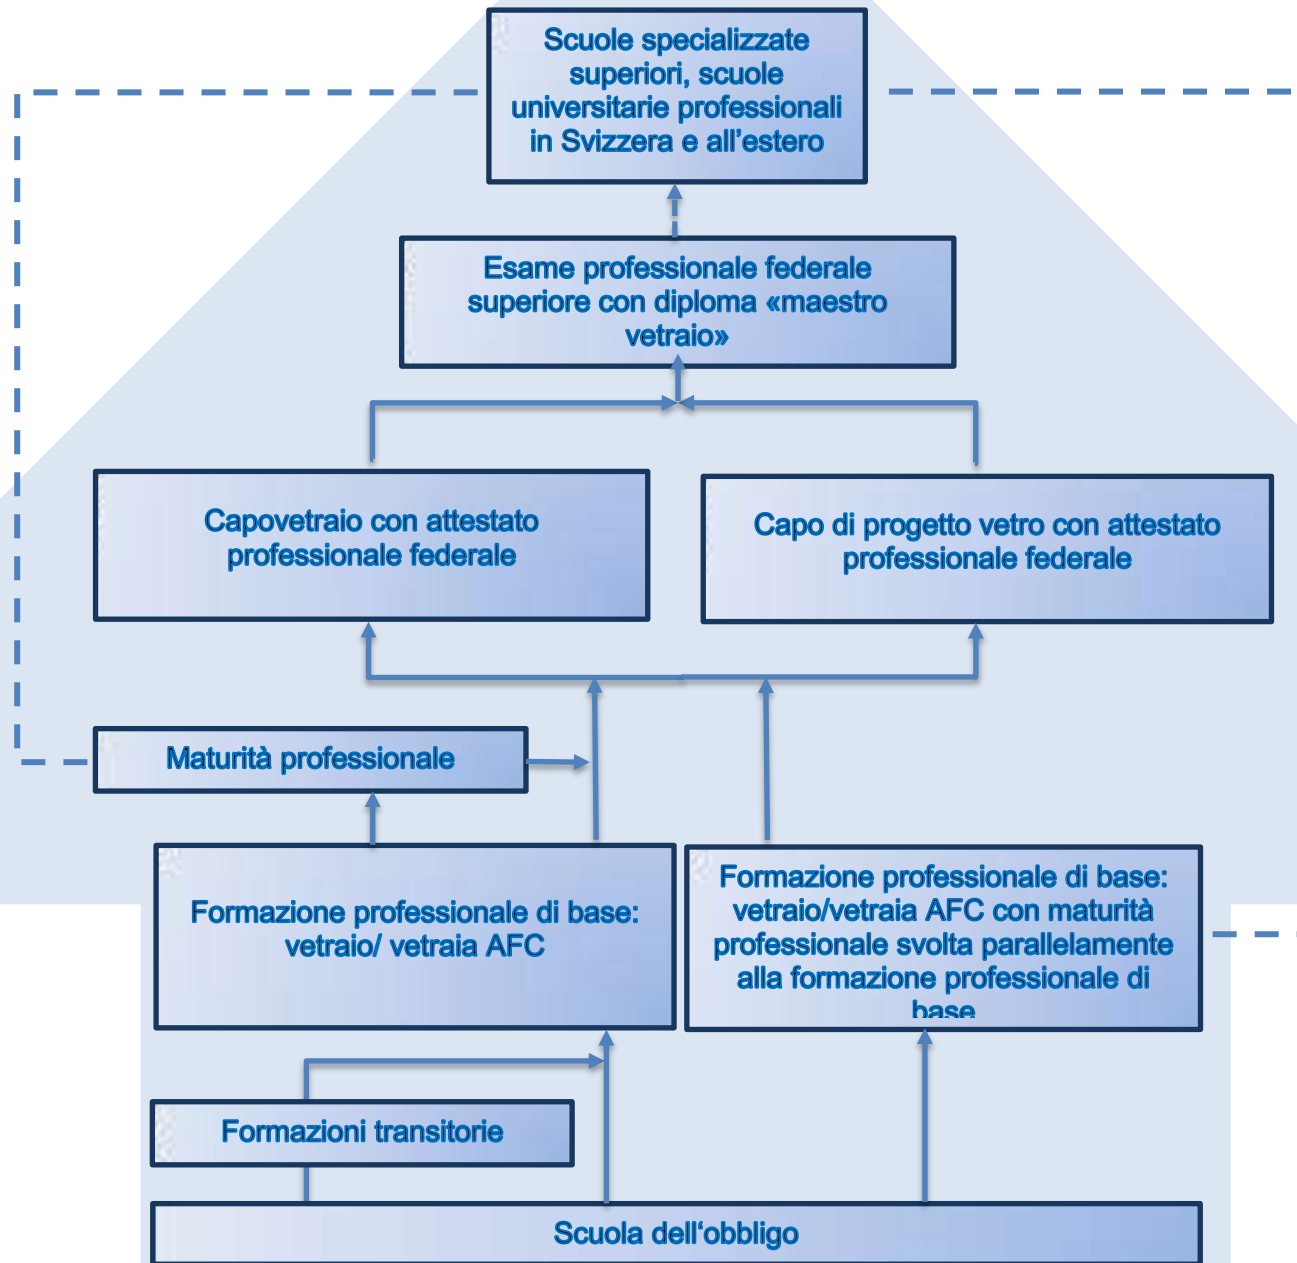 Scuole specializzate
superiori, scuole
universitarie professionali
in Svizzera e all’estero
Esame professionale federale
superiore con diploma «maestro
vetraio»
Capovetraio con attestato
professionale federale
Capo di progetto vetro con attestato
professionale federale
Maturità professionale
Formazione professionale di base:
vetraio/ vetraia AFC
Formazione professionale di base:
vetraio/vetraia AFC con maturità
professionale svolta parallelamente
alla formazione professionale di
base
Formazioni transitorie
Scuola dell‘obbligo